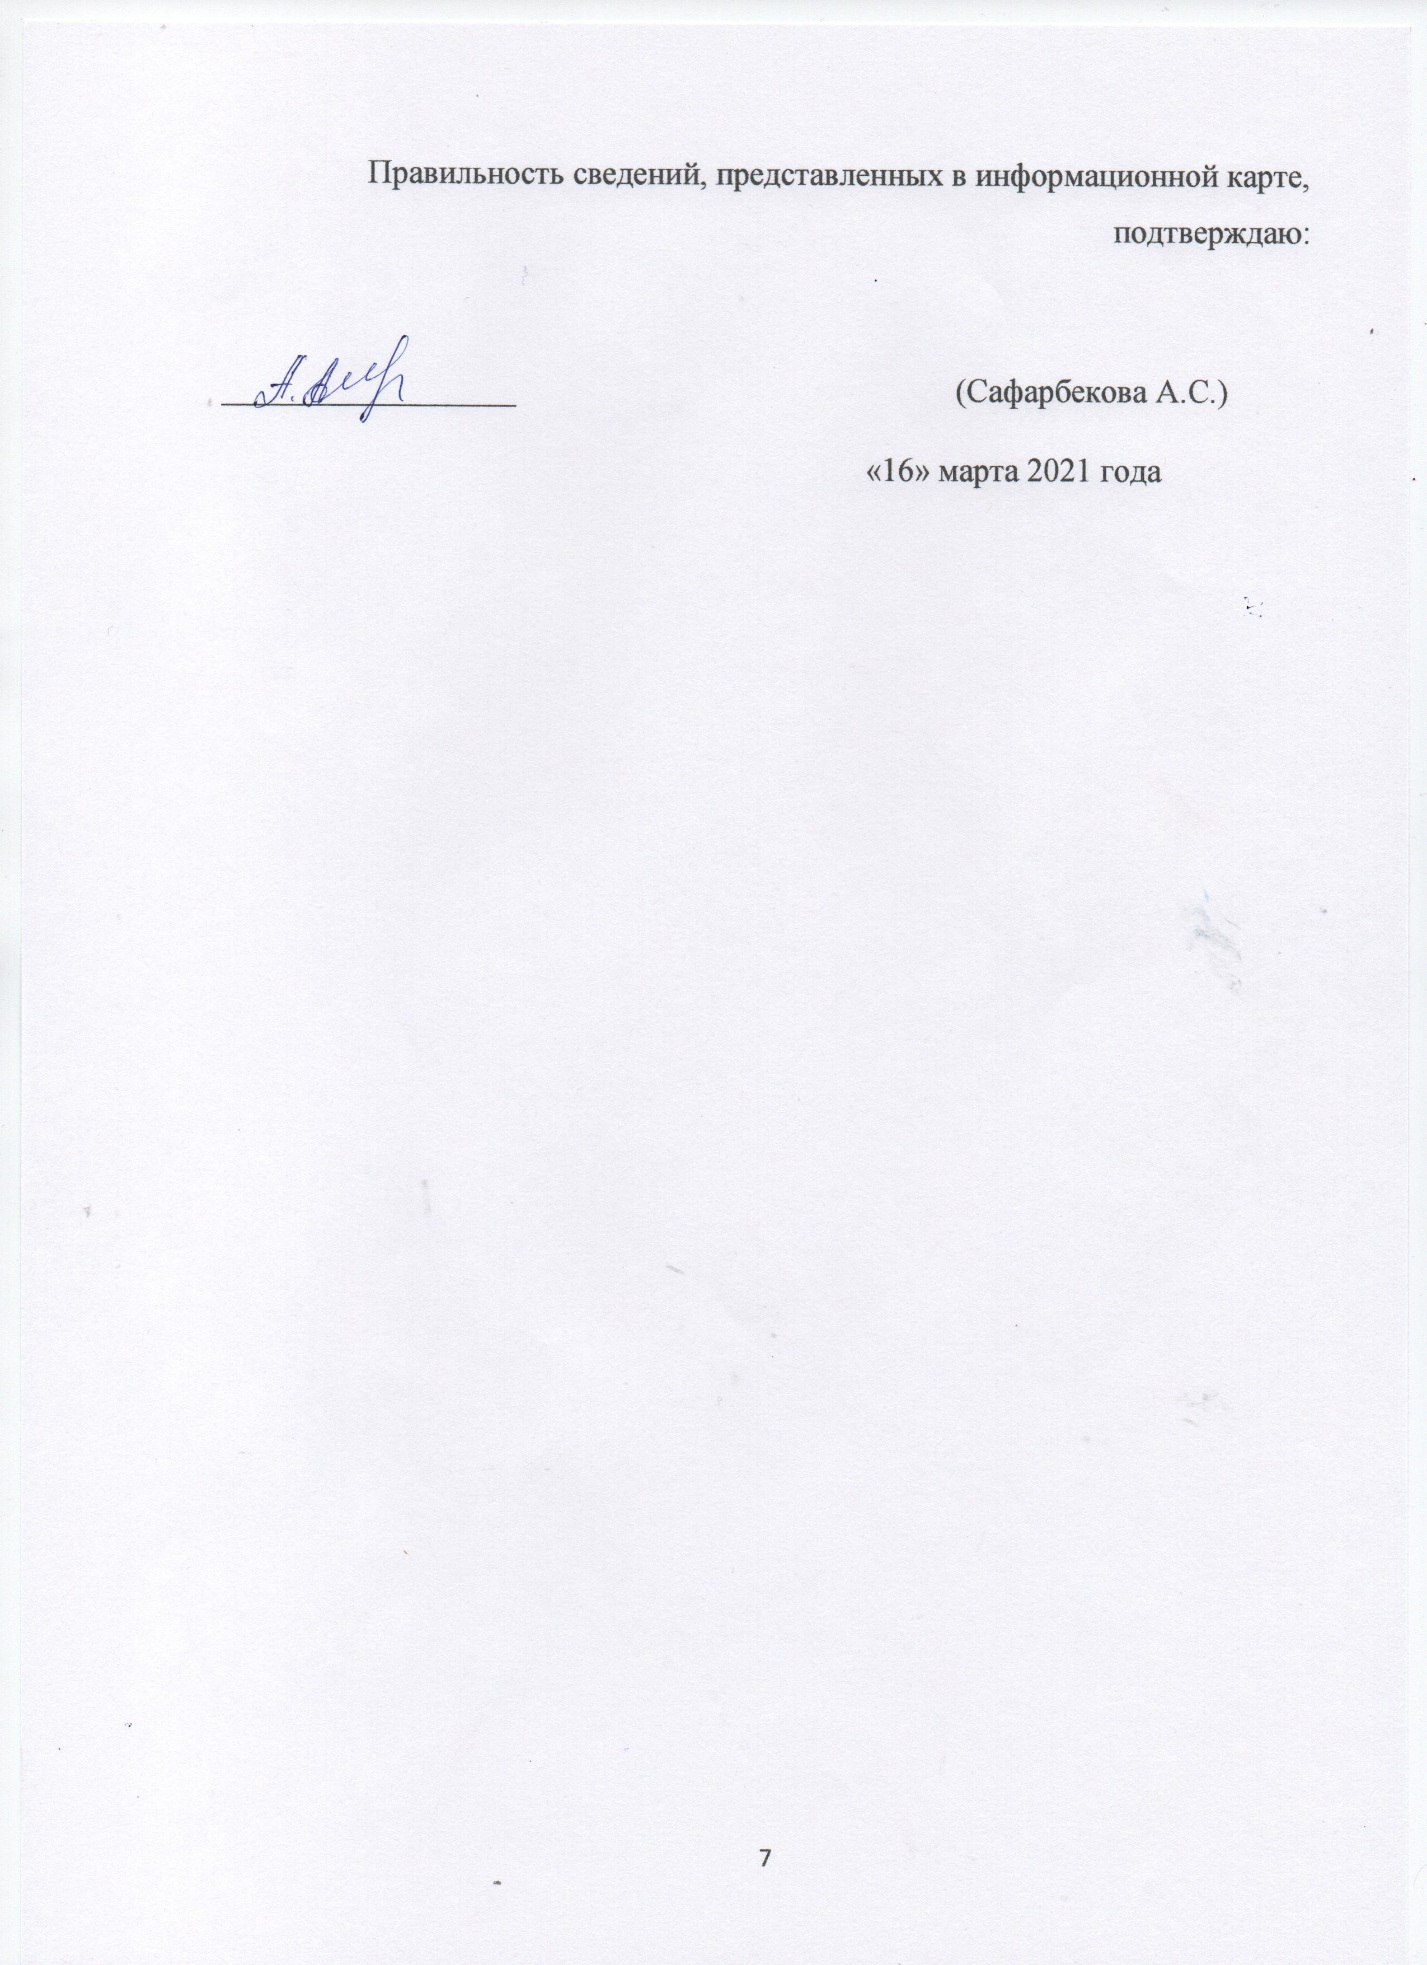 Правильность сведений, представленных в информационной карте,
подтверждаю:
(Сафарбекова А.С.)
«16» марта 2021 года
7